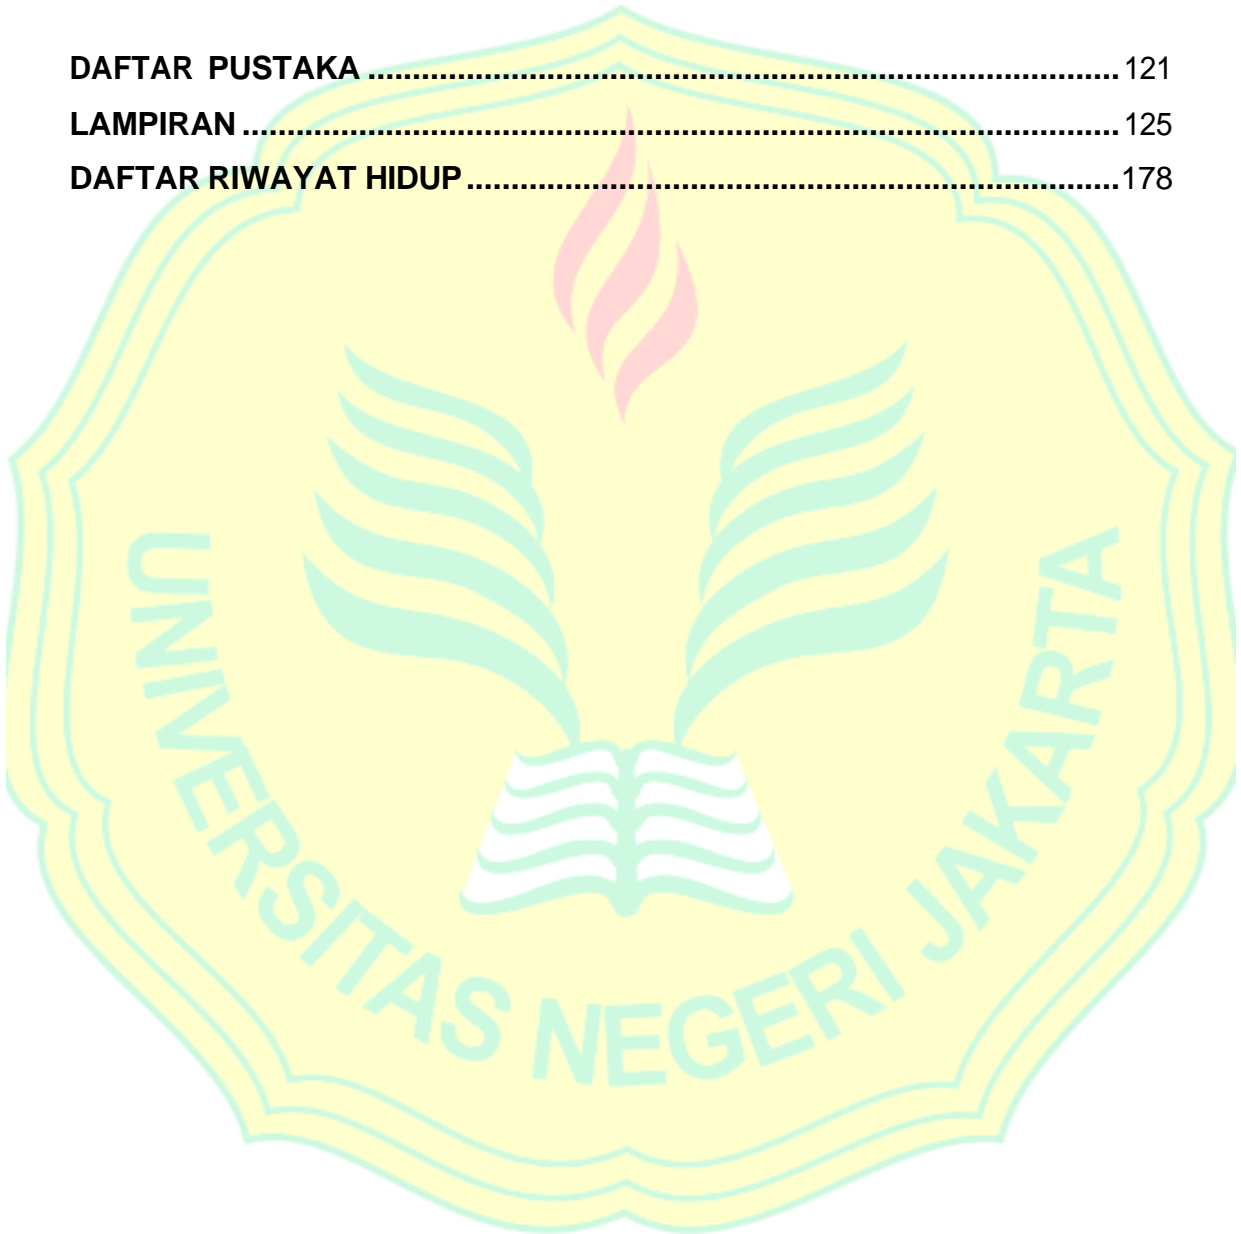 DAFTAR PUSTAKA ........................................................................................ 121
LAMPIRAN ........................................................................................ 125
DAFTAR RIWAYAT HIDUP ........................................................................................ 178
UNIVERSITAS NEGERI JAKARTA